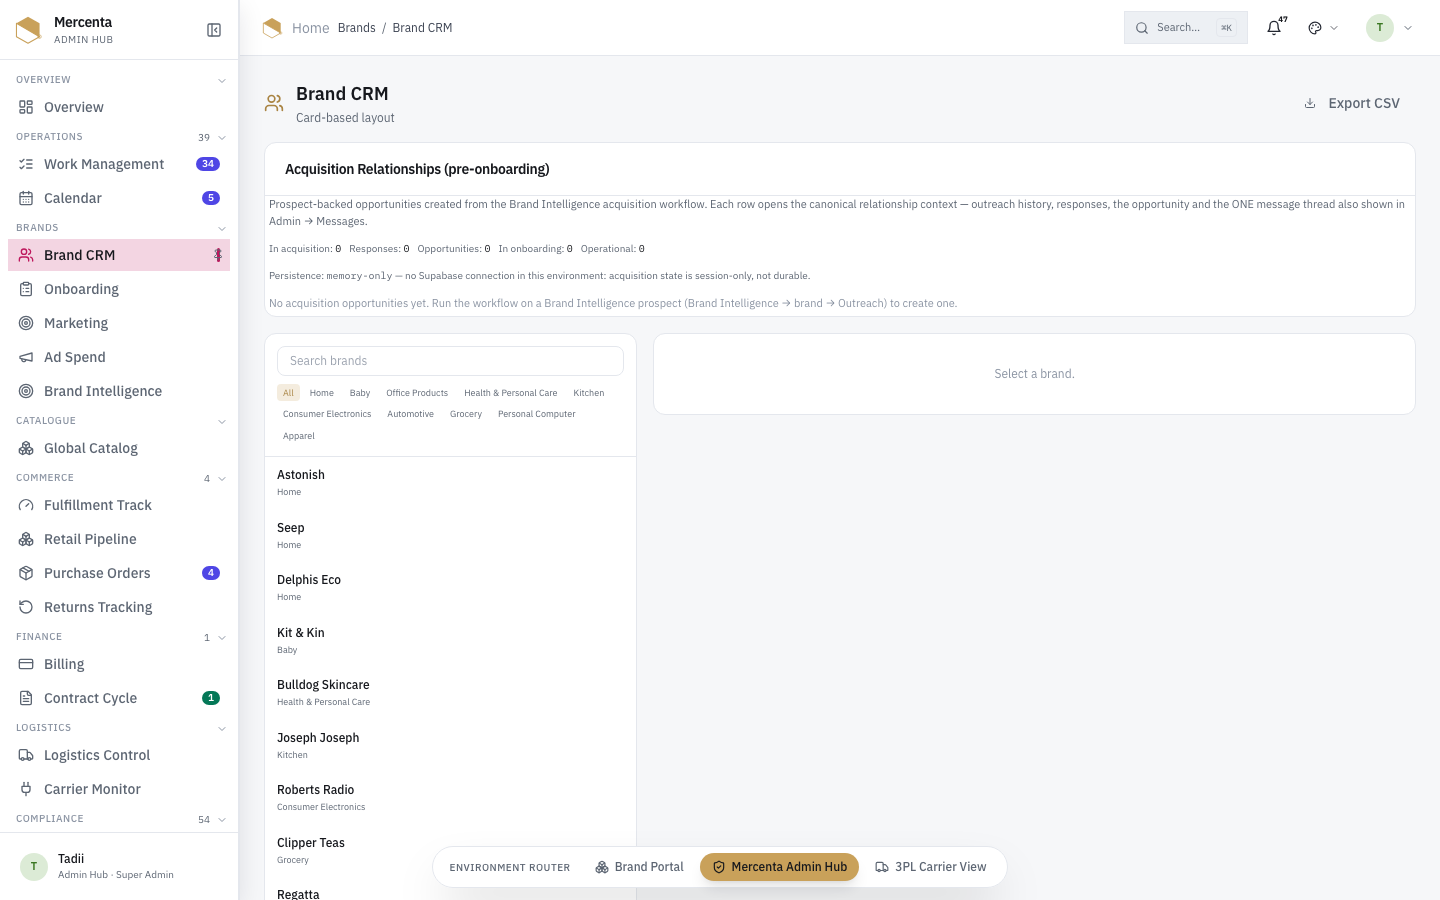 Mercenta
ADMIN HUB
OVERVIEW
Overview
OPERATIONS 39
Work Management 34
Calendar 5
BRANDS
Brand CRM
Onboarding
Marketing
Ad Spend
Brand Intelligence
CATALOGUE
Global Catalog
COMMERCE 4
Fulfillment Track
Retail Pipeline
Purchase Orders 4
Returns Tracking
FINANCE 1
Billing
Contract Cycle 1
LOGISTICS
Logistics Control
Carrier Monitor
COMPLIANCE 54
T
Tadii
Admin Hub · Super Admin
Home Brands / Brand CRM
Search... ⌘K
47
T
Brand CRM
Card-based layout
Export CSV
Acquisition Relationships (pre-onboarding)
Prospect-backed opportunities created from the Brand Intelligence acquisition workflow. Each row opens the canonical relationship context — outreach history, responses, the opportunity and the ONE message thread also shown in
Admin → Messages.
In acquisition: 0 Responses: 0 Opportunities: 0 In onboarding: 0 Operational: 0
Persistence: memory-only — no Supabase connection in this environment: acquisition state is session-only, not durable.
No acquisition opportunities yet. Run the workflow on a Brand Intelligence prospect (Brand Intelligence → brand → Outreach) to create one.
Search brands
All Home Baby Office Products Health & Personal Care Kitchen
Consumer Electronics Automotive Grocery Personal Computer
Apparel
Astonish
Home
Seep
Home
Delphis Eco
Home
Kit & Kin
Baby
Bulldog Skincare
Health & Personal Care
Joseph Joseph
Kitchen
Roberts Radio
Consumer Electronics
Clipper Teas
Grocery
Regatta
Select a brand.
ENVIRONMENT ROUTER Brand Portal Mercenta Admin Hub 3PL Carrier View